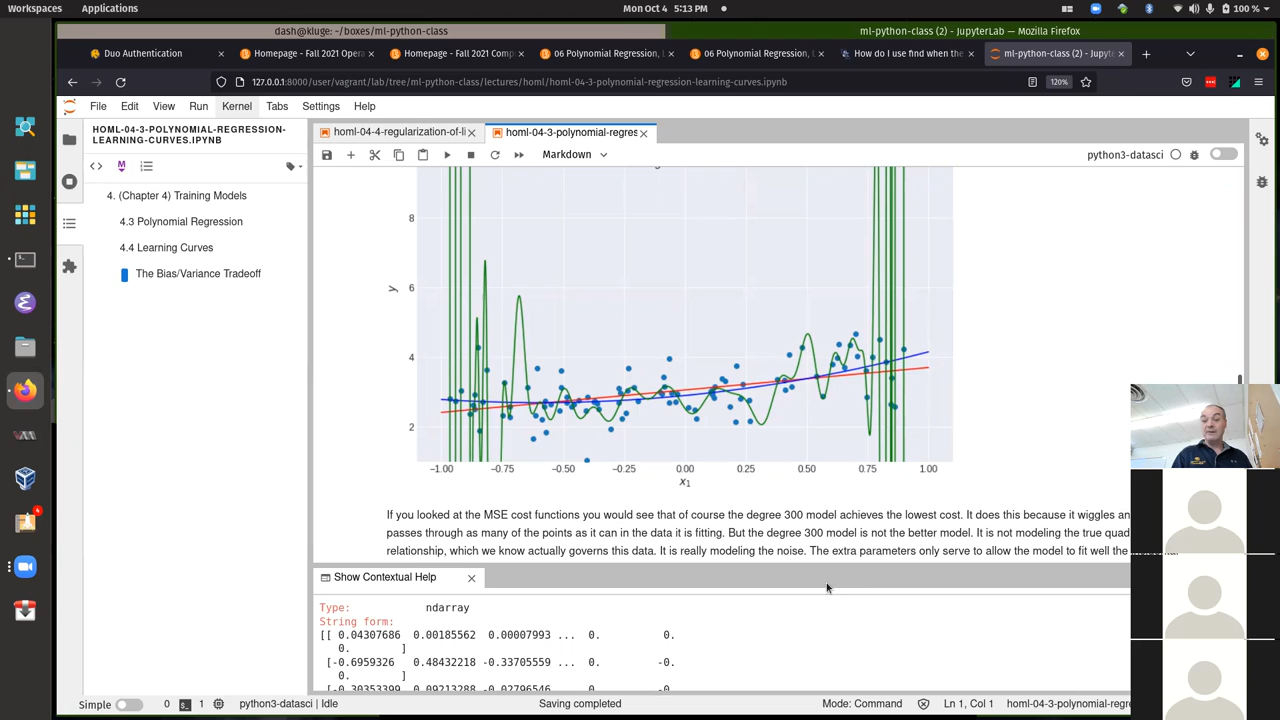 Workspaces Applications Mon Oct 4 5:13 PM 100 %
dash@kluge: ~/boxes/ml-python-class ml-python-class (2) - JupyterLab — Mozilla Firefox
Duo Authentication Homepage - Fall 2021 Opera Homepage - Fall 2021 Comp 06 Polynomial Regression, L 06 Polynomial Regression, L How do I use find when the ml-python-class (2) - Jupyte
127.0.0.1:8000/user/vagrant/lab/tree/ml-python-class/lectures/homl/homl-04-3-polynomial-regression-learning-curves.ipynb 120%
File Edit View Run Kernel Tabs Settings Help
HOML-04-3-POLYNOMIAL-REGRESSION-
LEARNING-CURVES.IPYNB
homl-04-4-regularization-of-li homl-04-3-polynomial-regres
Markdown python3-datasci
4. (Chapter 4) Training Models
4.3 Polynomial Regression
4.4 Learning Curves
The Bias/Variance Tradeoff
8
6
y
4
2
−1.00 −0.75 −0.50 −0.25 0.00 0.25 0.50 0.75 1.00
x1
If you looked at the MSE cost functions you would see that of course the degree 300 model achieves the lowest cost. It does this because it wiggles an
passes through as many of the points as it can in the data it is fitting. But the degree 300 model is not the better model. It is not modeling the true quad
relationship, which we know actually governs this data. It is really modeling the noise. The extra parameters only serve to allow the model to fit well the
Show Contextual Help
Type: ndarray
String form:
[[ 0.04307686 0.00185562 0.00007993 ... 0. 0.
0. ]
[-0.6959326 0.48432218 -0.33705559 ... 0. -0.
0. ]
[-0.30353399 0.09213288 -0.02796546 0 -0
Simple 0 1 python3-datasci | Idle Saving completed Mode: Command Ln 1, Col 1 homl-04-3-polynomial-regre
4